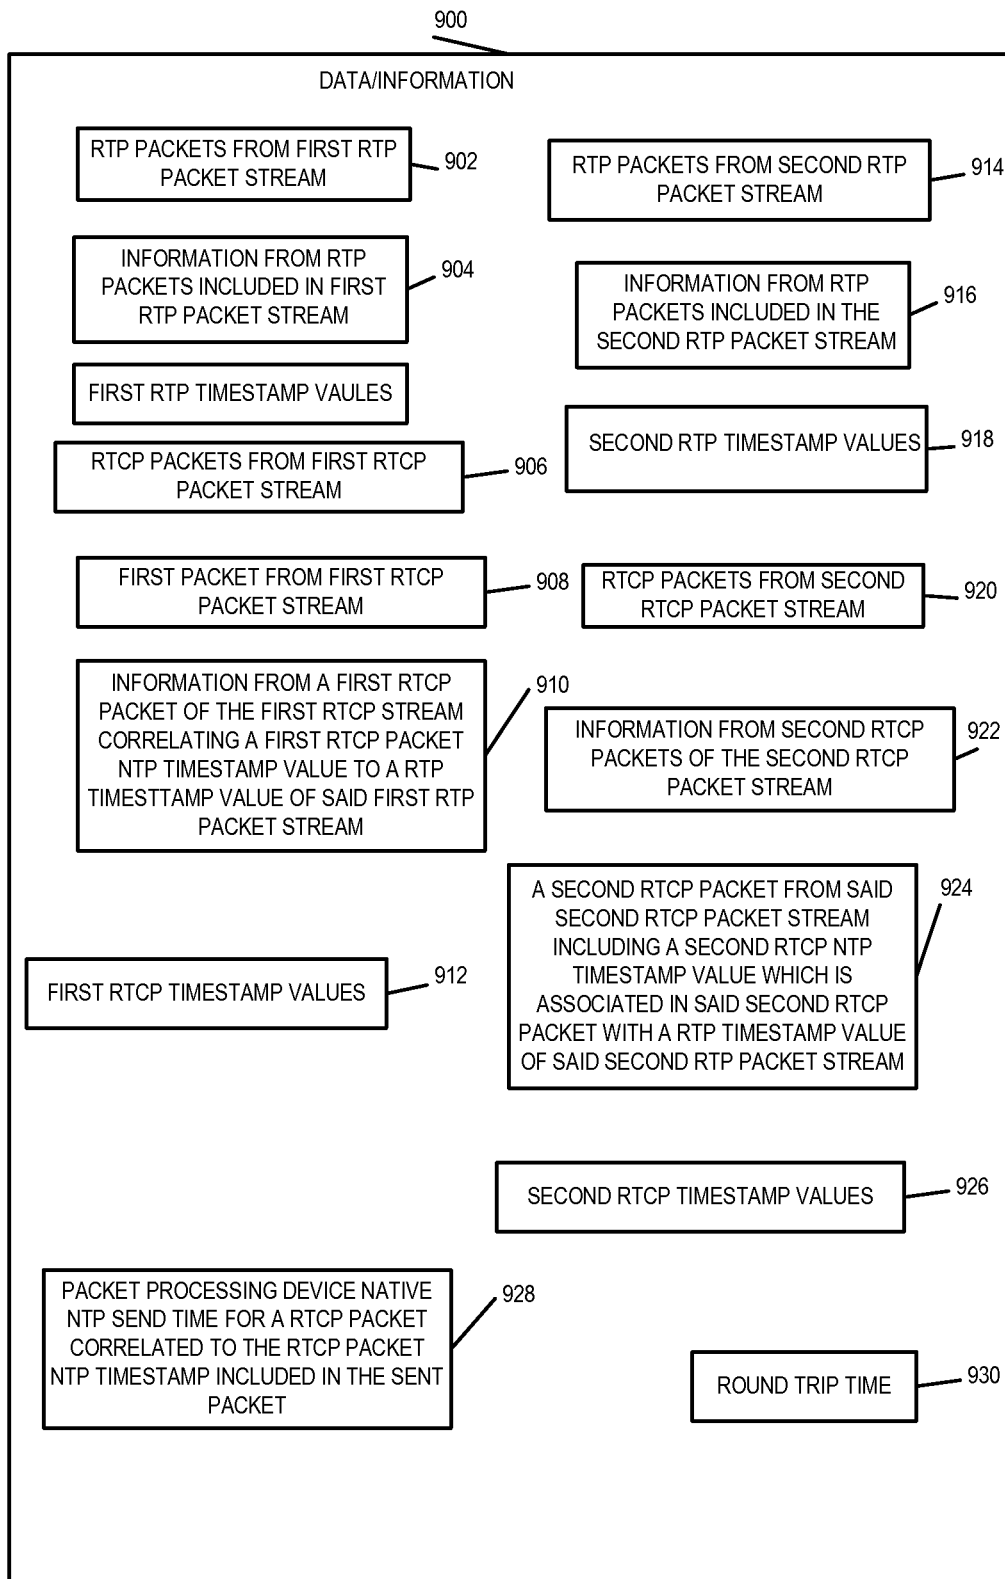 900
DATA/INFORMATION
RTP PACKETS FROM FIRST RTP
PACKET STREAM
902
RTP PACKETS FROM SECOND RTP
PACKET STREAM
914
INFORMATION FROM RTP
PACKETS INCLUDED IN FIRST
RTP PACKET STREAM
904
INFORMATION FROM RTP
PACKETS INCLUDED IN THE
SECOND RTP PACKET STREAM
916
FIRST RTP TIMESTAMP VAULES
SECOND RTP TIMESTAMP VALUES
918
RTCP PACKETS FROM FIRST RTCP
PACKET STREAM
906
FIRST PACKET FROM FIRST RTCP
PACKET STREAM
908
RTCP PACKETS FROM SECOND
RTCP PACKET STREAM
920
INFORMATION FROM A FIRST RTCP
PACKET OF THE FIRST RTCP STREAM
CORRELATING A FIRST RTCP PACKET
NTP TIMESTAMP VALUE TO A RTP
TIMESTTAMP VALUE OF SAID FIRST RTP
PACKET STREAM
910
INFORMATION FROM SECOND RTCP
PACKETS OF THE SECOND RTCP
PACKET STREAM
922
A SECOND RTCP PACKET FROM SAID
SECOND RTCP PACKET STREAM
INCLUDING A SECOND RTCP NTP
TIMESTAMP VALUE WHICH IS
ASSOCIATED IN SAID SECOND RTCP
PACKET WITH A RTP TIMESTAMP VALUE
OF SAID SECOND RTP PACKET STREAM
924
FIRST RTCP TIMESTAMP VALUES
912
SECOND RTCP TIMESTAMP VALUES
926
PACKET PROCESSING DEVICE NATIVE
NTP SEND TIME FOR A RTCP PACKET
CORRELATED TO THE RTCP PACKET
NTP TIMESTAMP INCLUDED IN THE SENT
PACKET
928
ROUND TRIP TIME
930